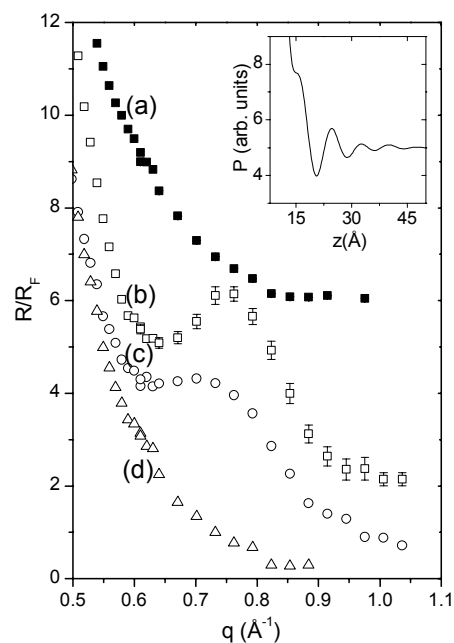 12
10
8
6
4
2
0
R/R_F
0.5 0.6 0.7 0.8 0.9 1.0 1.1
q (Å⁻¹)
(a)
(b)
(c)
(d)
8
6
4
P (arb. units)
15 30 45
z(Å)